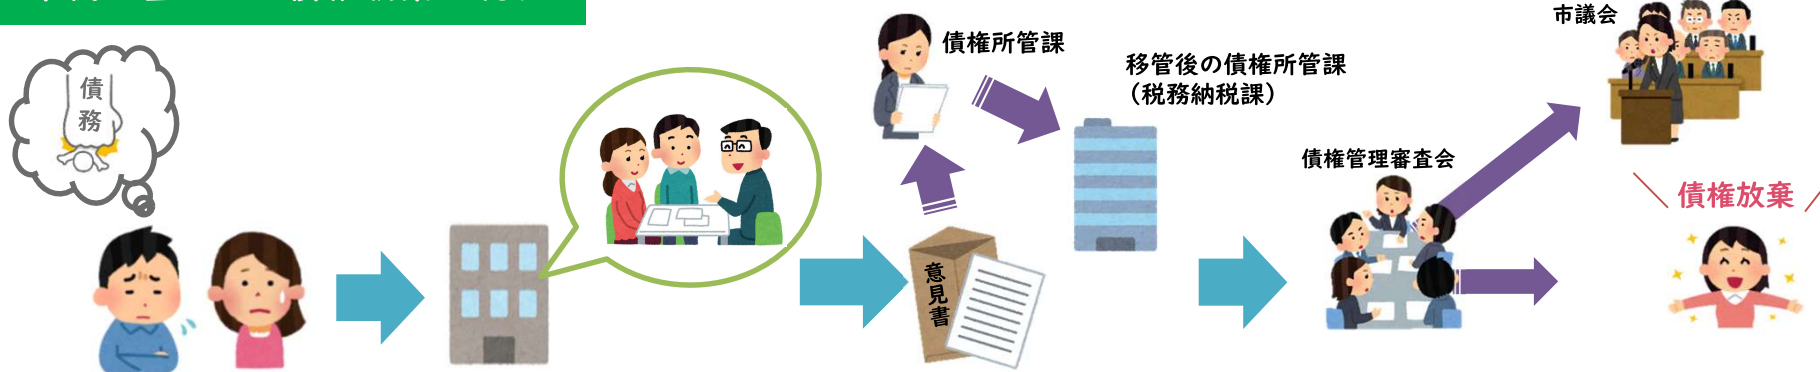 債務
債権所管課
移管後の債権所管課
（税務納税課）
意見書
債権管理審査会
市議会
＼債権放棄／